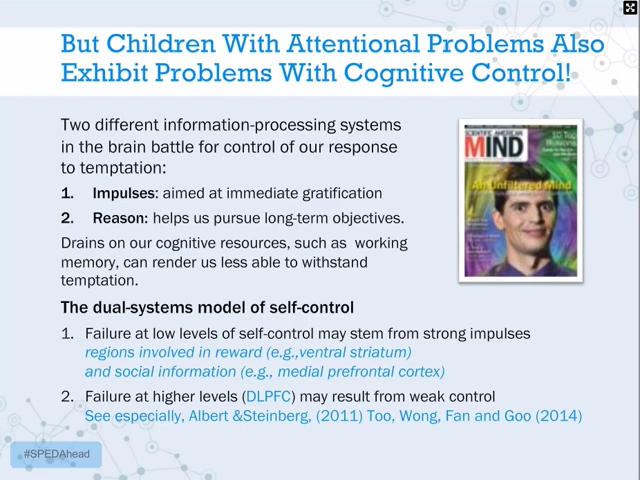 But Children With Attentional Problems Also
Exhibit Problems With Cognitive Control!
Two different information-processing systems
in the brain battle for control of our response
to temptation:
1. Impulses: aimed at immediate gratification
2. Reason: helps us pursue long-term objectives.
Drains on our cognitive resources, such as working
memory, can render us less able to withstand
temptation.
SCIENTIFIC AMERICAN
MIND
10 Top
An Unfiltered Mind
The dual-systems model of self-control
1. Failure at low levels of self-control may stem from strong impulses
regions involved in reward (e.g.,ventral striatum)
and social information (e.g., medial prefrontal cortex)
2. Failure at higher levels (DLPFC) may result from weak control
See especially, Albert &Steinberg, (2011) Too, Wong, Fan and Goo (2014)
#SPEDAhead